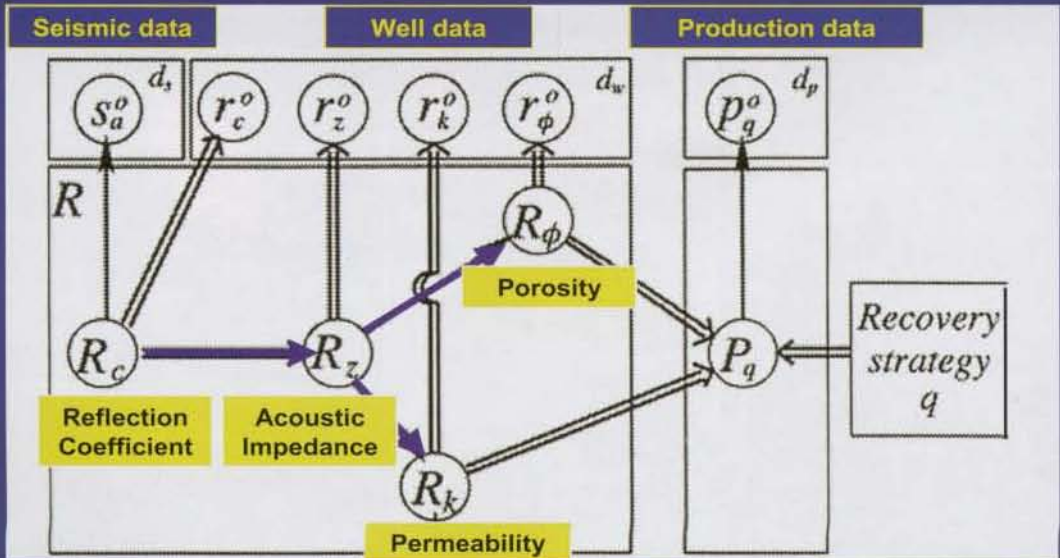 Seismic data
Well data
Production data
s_a^o
d_s
r_c^o
r_z^o
r_k^o
r_ϕ^o
d_w
p_q^o
d_p
R
R_ϕ
Porosity
R_c
R_z
P_q
Recovery
strategy
q
Reflection
Coefficient
Acoustic
Impedance
R_k
Permeability